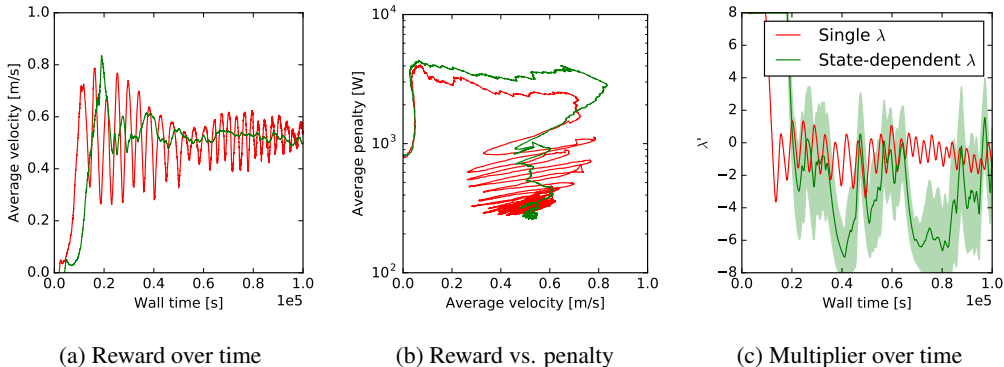 1.0
0.8
0.6
0.4
0.2
0.0
Average velocity [m/s]
0.0 0.2 0.4 0.6 0.8 1.0
Wall time [s] 1e5
(a) Reward over time
10^4
10^3
10^2
Average penalty [W]
0.0 0.2 0.4 0.6 0.8 1.0
Average velocity [m/s]
(b) Reward vs. penalty
8
6
4
2
0
−2
−4
−6
−8
λ'
Single λ
State-dependent λ
0.0 0.2 0.4 0.6 0.8 1.0
Wall time [s] 1e5
(c) Multiplier over time